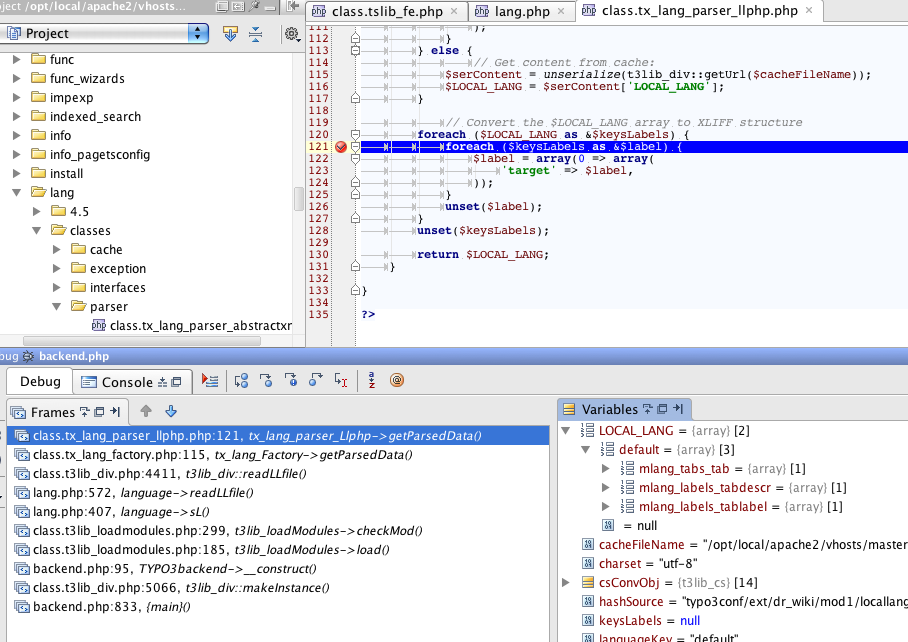 oject /opt/local/apache2/vhosts...
class.tslib_fe.php × lang.php × class.tx_lang_parser_llphp.php ×
Project
func
func_wizards
impexp
indexed_search
info
info_pagetsconfig
install
lang
4.5
classes
cache
exception
interfaces
parser
class.tx_lang_parser_abstractxr
111 );
112 }
113 } else {
114 // Get content from cache:
115 $serContent = unserialize(t3lib_div::getUrl($cacheFileName));
116 $LOCAL_LANG = $serContent['LOCAL_LANG'];
117 }
118
119 // Convert the $LOCAL_LANG array to XLIFF structure
120 foreach ($LOCAL_LANG as &$keysLabels) {
121 foreach ($keysLabels as &$label) {
122 $label = array(0 => array(
123 'target' => $label,
124 ));
125 }
126 unset($label);
127 }
128 unset($keysLabels);
129
130 return $LOCAL_LANG;
131 }
132
133 }
134
135 ?>
bug backend.php
Debug Console
Frames
class.tx_lang_parser_llphp.php:121, tx_lang_parser_Llphp->getParsedData()
class.tx_lang_factory.php:115, tx_lang_Factory->getParsedData()
class.t3lib_div.php:4411, t3lib_div::readLLfile()
lang.php:572, language->readLLfile()
lang.php:407, language->sL()
class.t3lib_loadmodules.php:299, t3lib_loadModules->checkMod()
class.t3lib_loadmodules.php:185, t3lib_loadModules->load()
backend.php:95, TYPO3backend->__construct()
class.t3lib_div.php:5066, t3lib_div::makeInstance()
backend.php:833, {main}()
Variables
LOCAL_LANG = {array} [2]
default = {array} [3]
mlang_tabs_tab = {array} [1]
mlang_labels_tabdescr = {array} [1]
mlang_labels_tablabel = {array} [1]
= null
cacheFileName = "/opt/local/apache2/vhosts/master
charset = "utf-8"
csConvObj = {t3lib_cs} [14]
hashSource = "typo3conf/ext/dr_wiki/mod1/locallang
keysLabels = null
languageKey = "default"